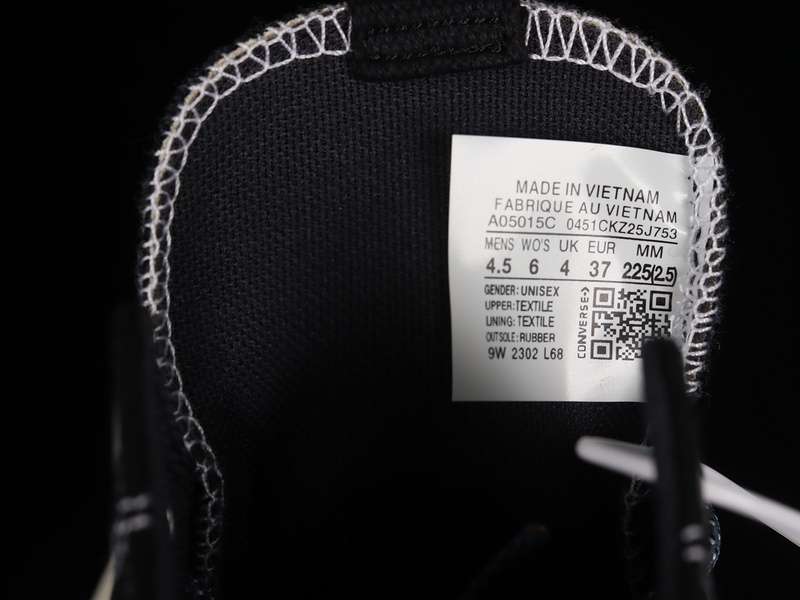 MADE IN VIETNAM
FABRIQUE AU VIETNAM
A05015C 0451CKZ25J753
MENS WO'S UK EUR MM
4.5 6 4 37 225(2.5)
GENDER: UNISEX
UPPER: TEXTILE
LINING: TEXTILE
OUTSOLE: RUBBER
9W 2302 L68
CONVERSE